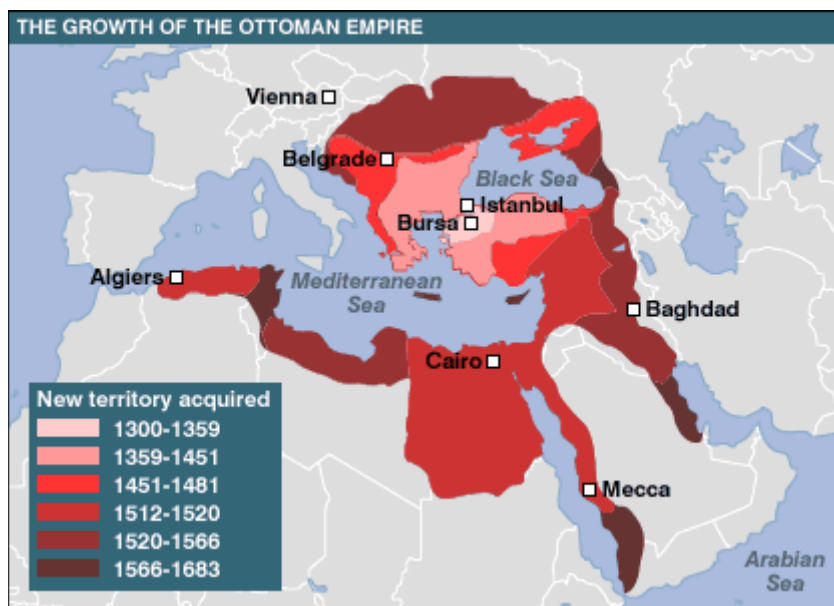 THE GROWTH OF THE OTTOMAN EMPIRE
Vienna
Belgrade
Black Sea
Istanbul
Bursa
Algiers
Mediterranean
Sea
Baghdad
Cairo
New territory acquired
1300-1359
1359-1451
1451-1481
1512-1520
1520-1566
1566-1683
Mecca
Arabian
Sea